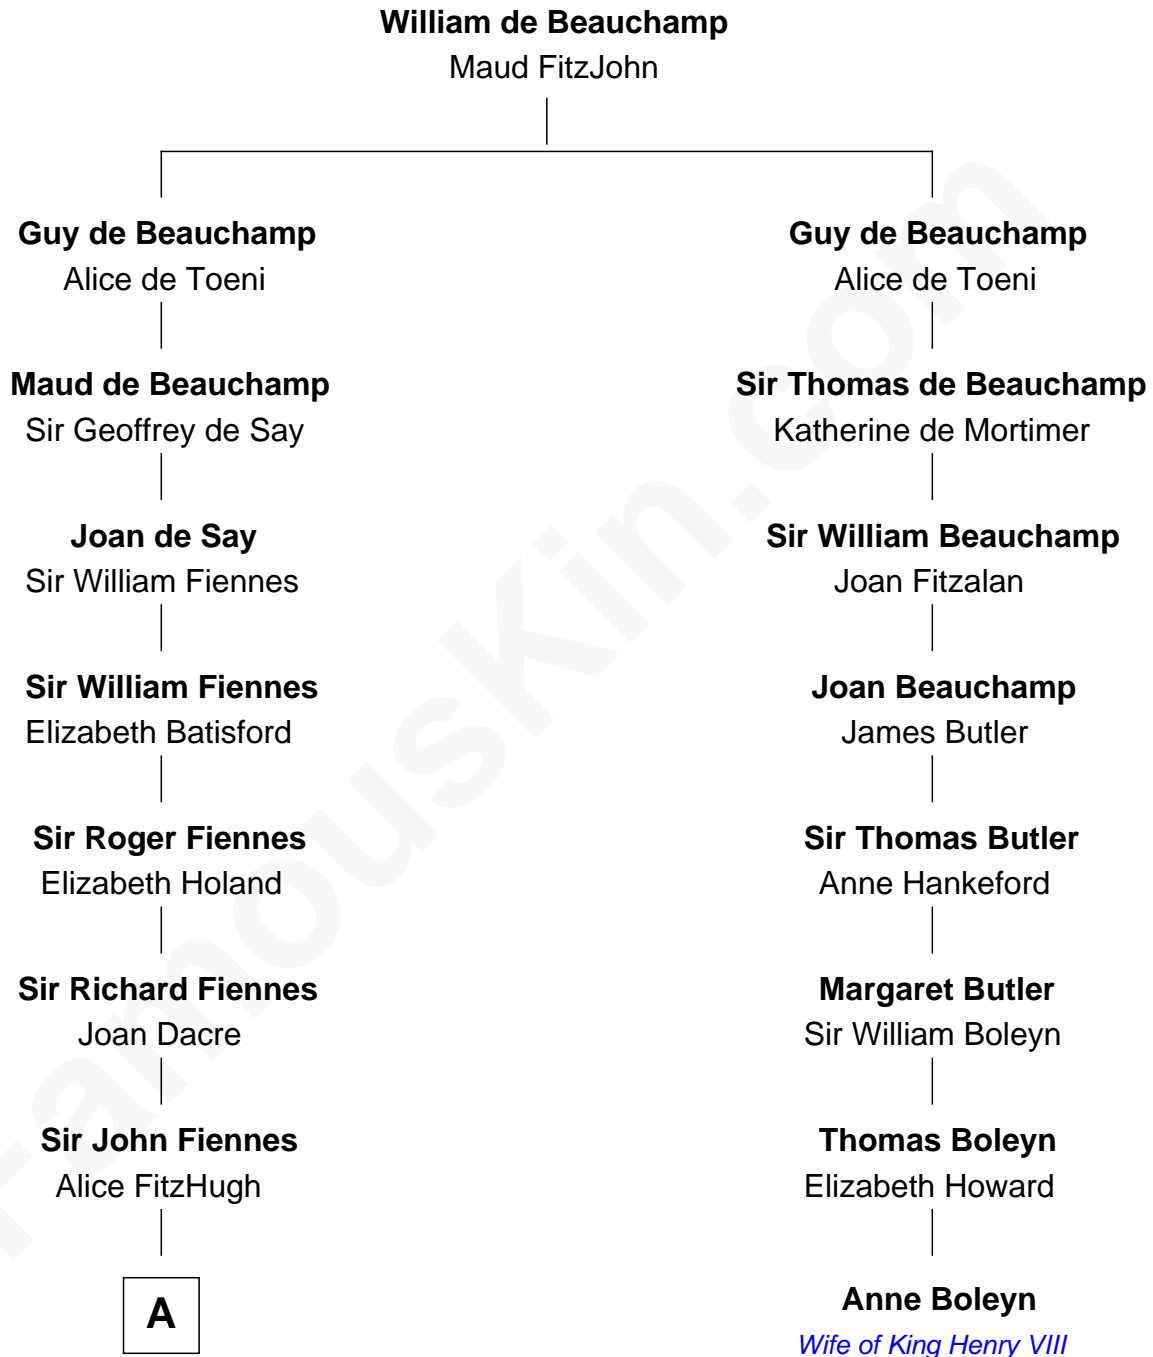 William de Beauchamp
Maud FitzJohn
Guy de Beauchamp
Alice de Toeni
Maud de Beauchamp
Sir Geoffrey de Say
Joan de Say
Sir William Fiennes
Sir William Fiennes
Elizabeth Batisford
Sir Roger Fiennes
Elizabeth Holand
Sir Richard Fiennes
Joan Dacre
Sir John Fiennes
Alice FitzHugh
A
Guy de Beauchamp
Alice de Toeni
Sir Thomas de Beauchamp
Katherine de Mortimer
Sir William Beauchamp
Joan Fitzalan
Joan Beauchamp
James Butler
Sir Thomas Butler
Anne Hankeford
Margaret Butler
Sir William Boleyn
Thomas Boleyn
Elizabeth Howard
Anne Boleyn
Wife of King Henry VIII
FamousKin.com